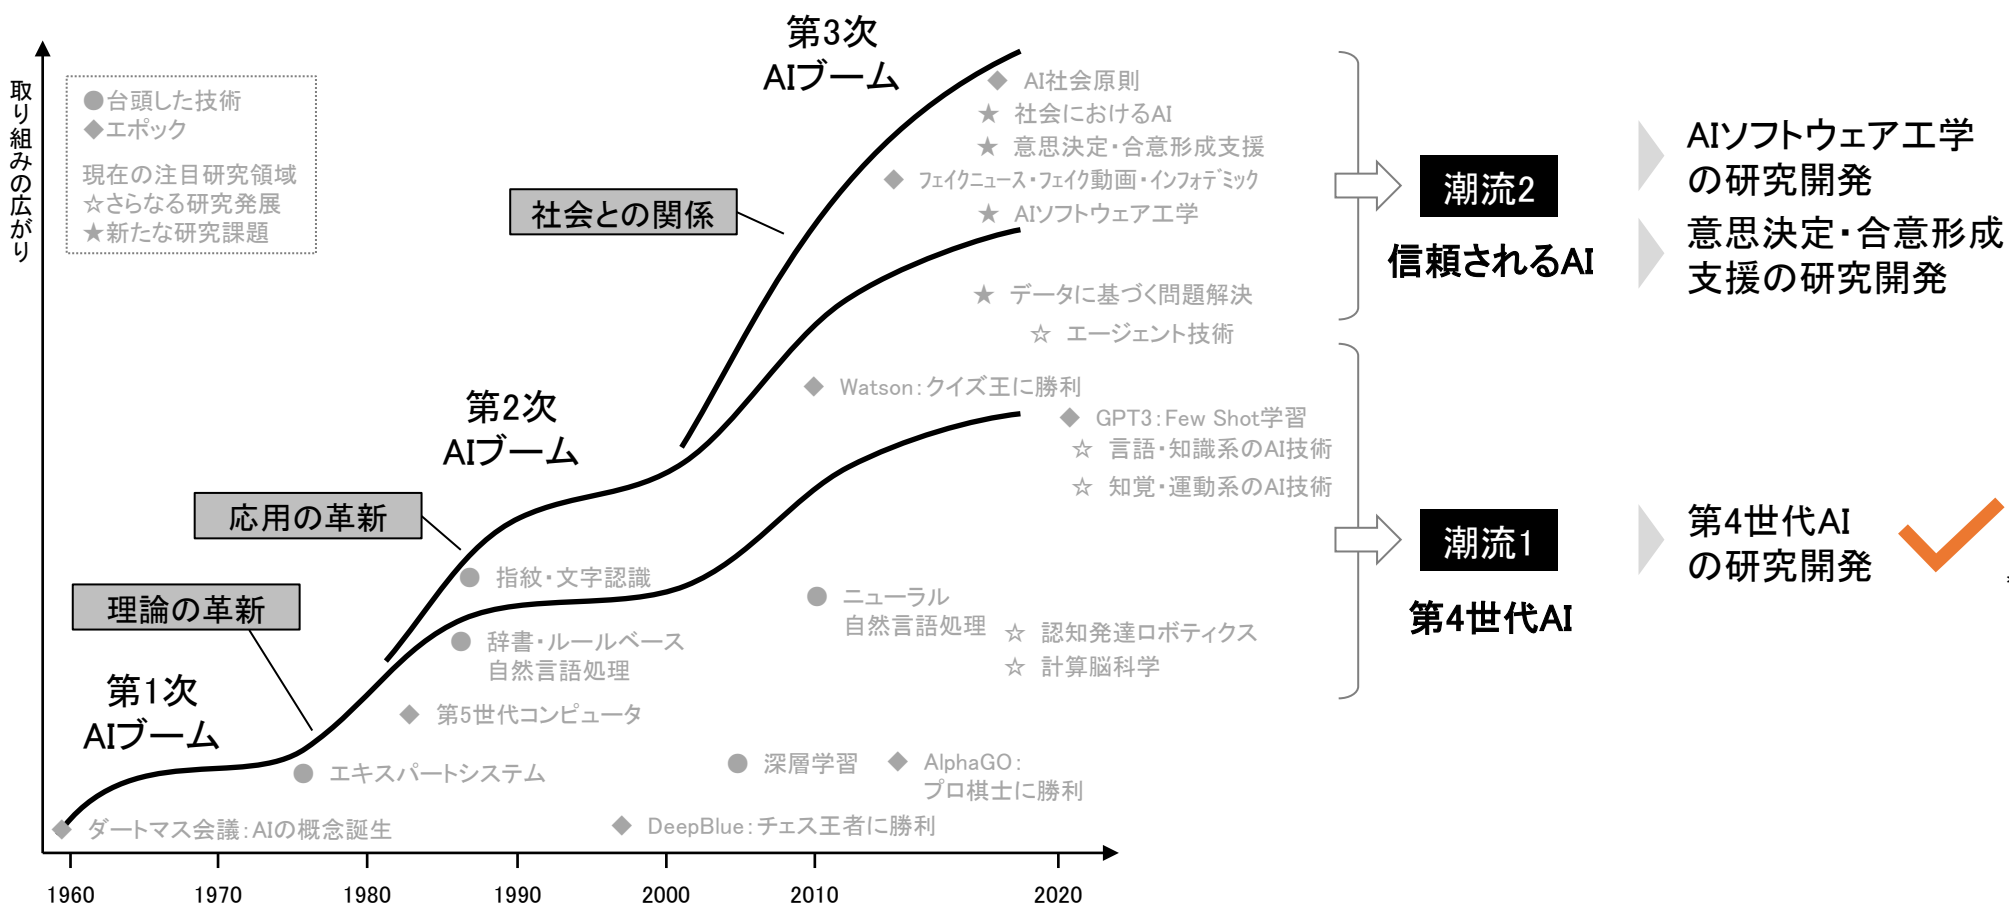 取り組みの広がり
●台頭した技術
◆エポック
現在の注目研究領域
☆さらなる研究発展
★新たな研究課題
第3次
AIブーム
◆ AI社会原則
★ 社会におけるAI
★ 意思決定・合意形成支援
◆ フェイクニュース・フェイク動画・インフォデミック
★ AIソフトウェア工学
社会との関係
★ データに基づく問題解決
☆ エージェント技術
◆ Watson：クイズ王に勝利
第2次
AIブーム
◆ GPT3：Few Shot学習
☆ 言語・知識系のAI技術
☆ 知覚・運動系のAI技術
応用の革新
● 指紋・文字認識
● ニューラル
自然言語処理
理論の革新
● 辞書・ルールベース
自然言語処理
☆ 認知発達ロボティクス
☆ 計算脳科学
第1次
AIブーム
◆ 第5世代コンピュータ
● エキスパートシステム
● 深層学習
◆ AlphaGO：
プロ棋士に勝利
◆ ダートマス会議：AIの概念誕生
◆ DeepBlue：チェス王者に勝利
1960
1970
1980
1990
2000
2010
2020
潮流2
信頼されるAI
AIソフトウェア工学
の研究開発
意思決定・合意形成
支援の研究開発
潮流1
第4世代AI
第4世代AI
の研究開発